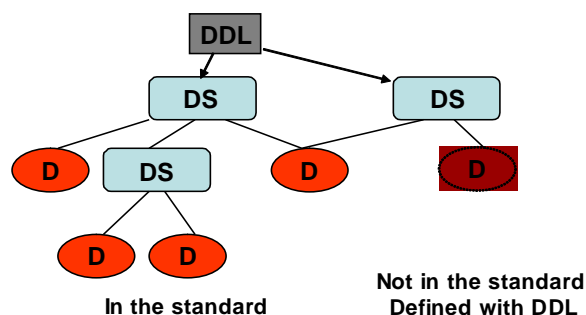 DDL
DS
DS
D
DS
D
D
D
D
In the standard
Not in the standard
Defined with DDL